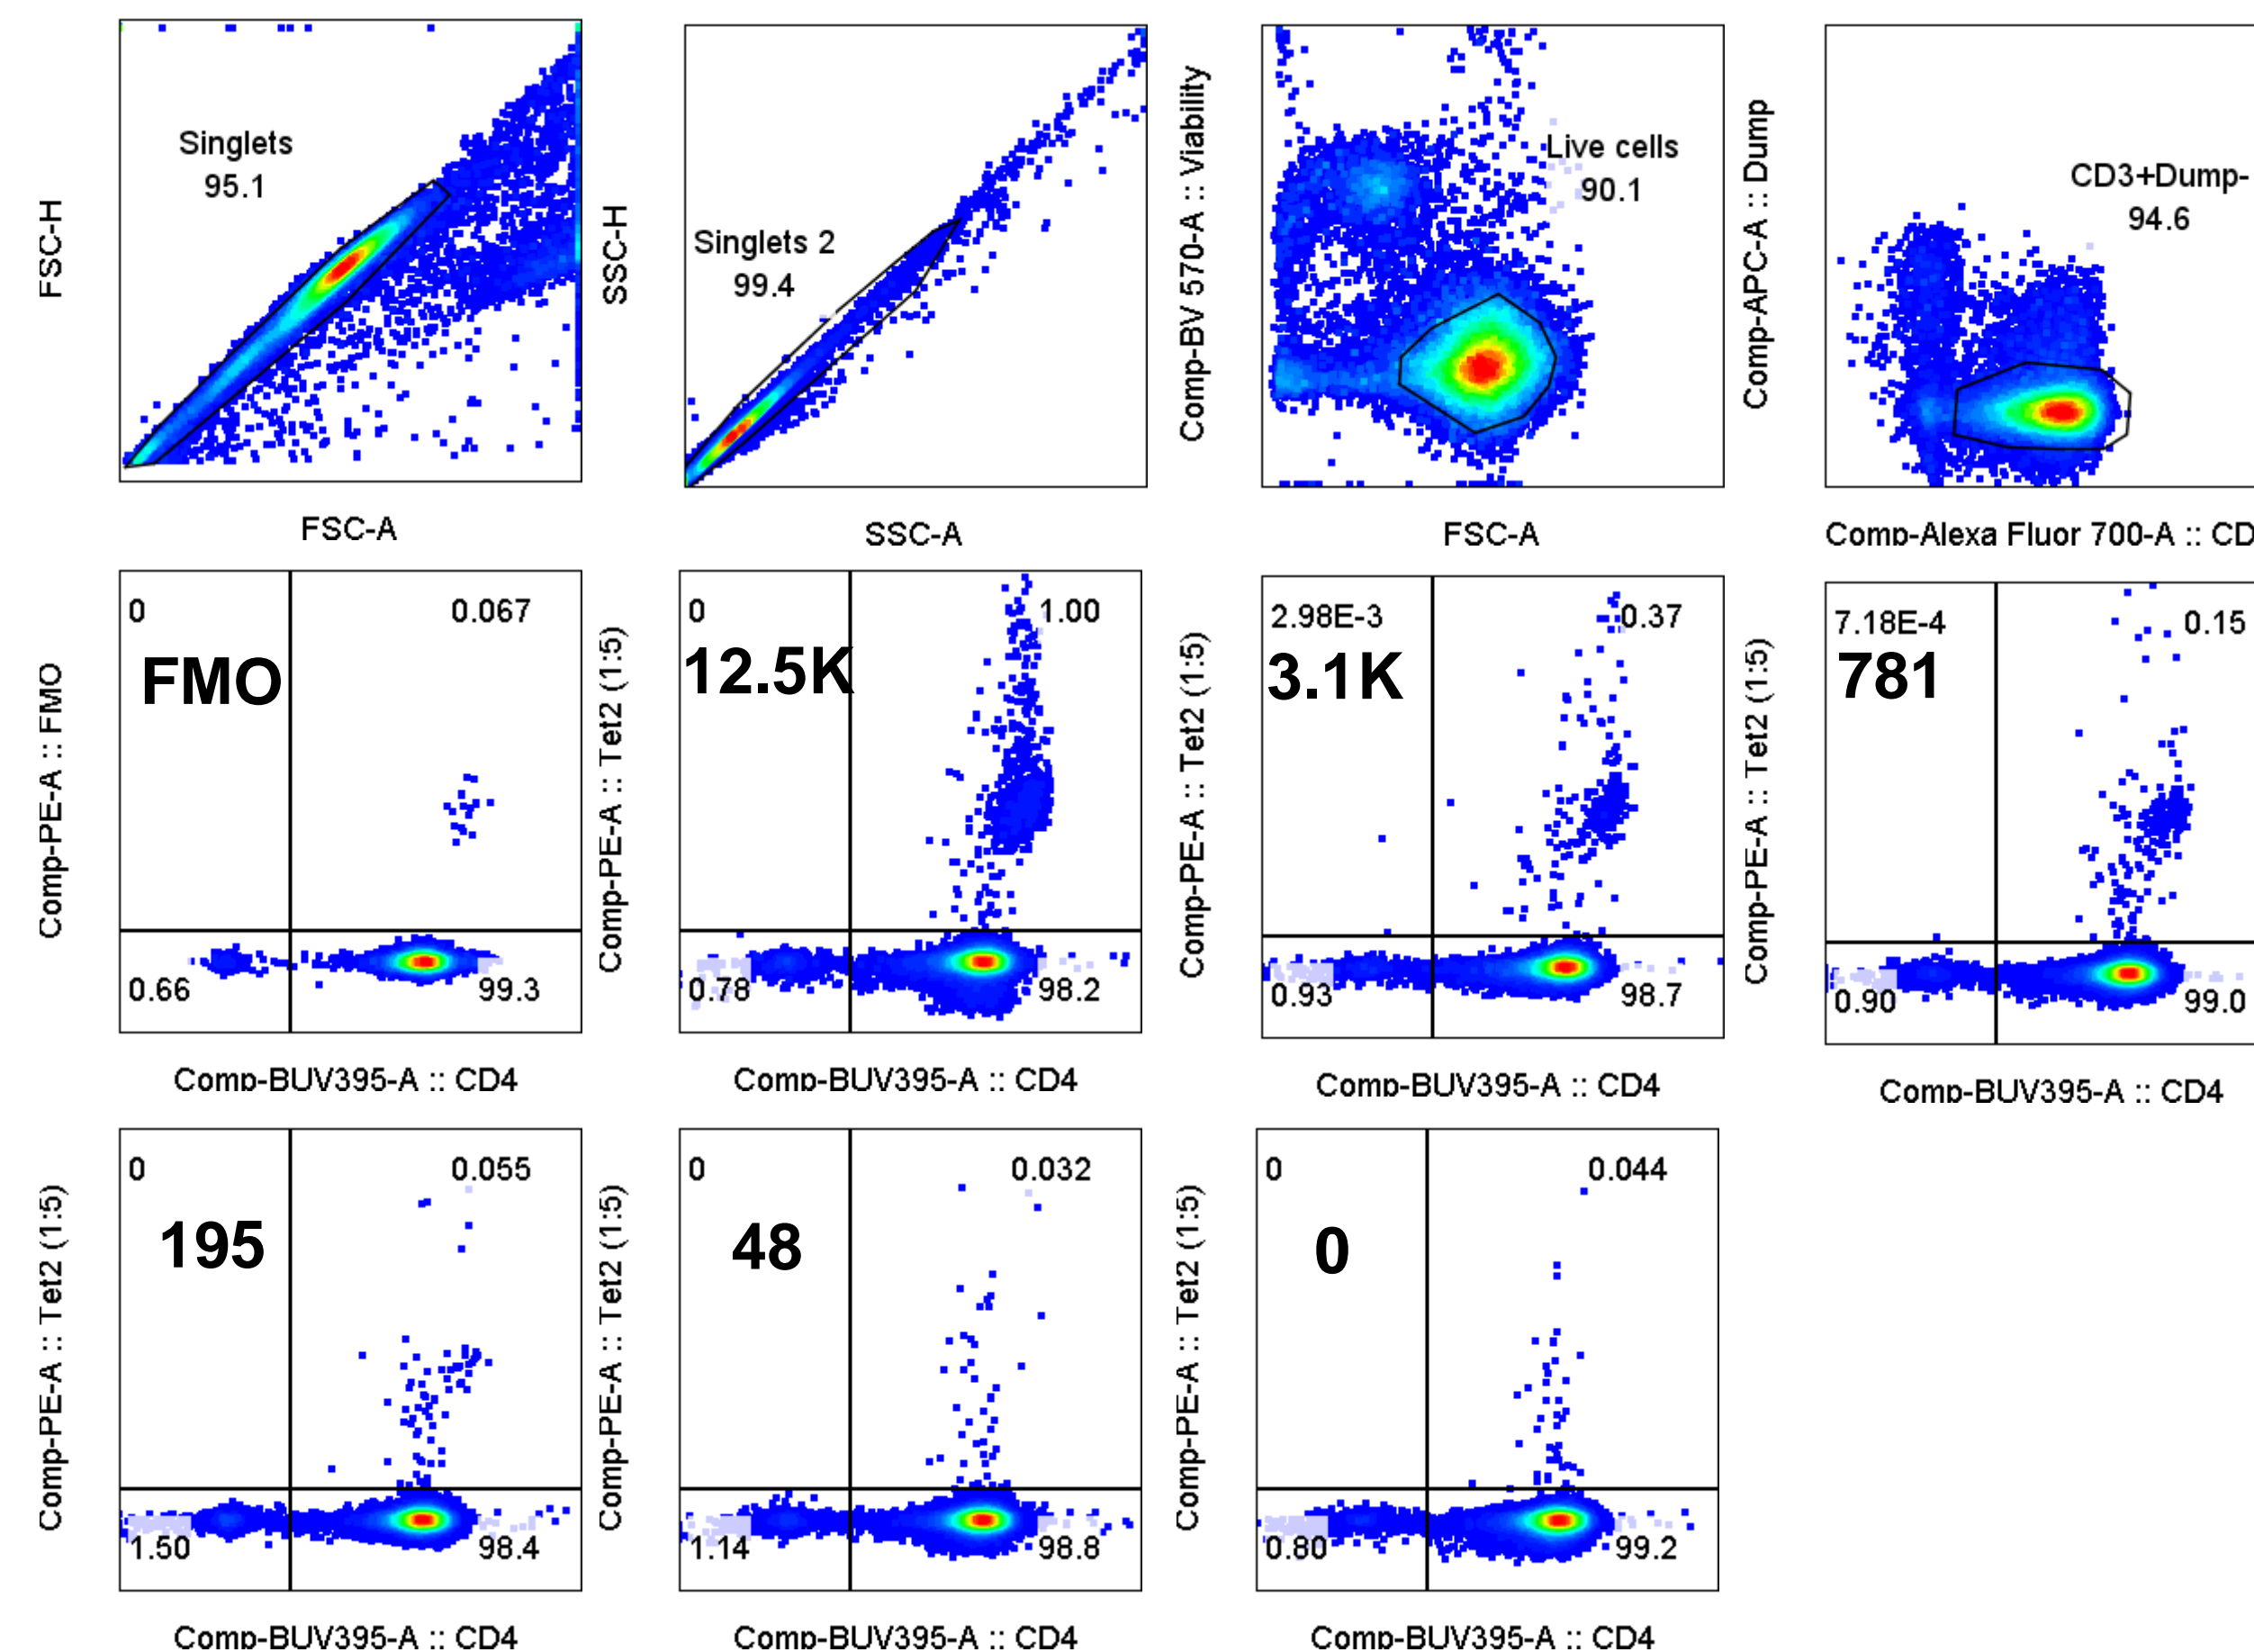 FSC-H
Singlets
95.1
FSC-A
SSC-H
Singlets 2
99.4
SSC-A
Comp-BV 570-A :: Viability
Live cells
90.1
FSC-A
Comp-APC-A :: Dump
CD3+Dump-
94.6
Comp-Alexa Fluor 700-A :: CD
Comp-PE-A :: FMO
0
0.067
FMO
0.66
99.3
Comp-BUV395-A :: CD4
Comp-PE-A :: Tet2 (1:5)
0
1.00
12.5K
0.78
98.2
Comp-BUV395-A :: CD4
Comp-PE-A :: Tet2 (1:5)
2.98E-3
0.37
3.1K
0.93
98.7
Comp-BUV395-A :: CD4
Comp-PE-A :: Tet2 (1:5)
7.18E-4
0.15
781
0.90
99.0
Comp-BUV395-A :: CD4
Comp-PE-A :: Tet2 (1:5)
0
0.055
195
1.50
98.4
Comp-BUV395-A :: CD4
Comp-PE-A :: Tet2 (1:5)
0
0.032
48
1.14
98.8
Comp-BUV395-A :: CD4
Comp-PE-A :: Tet2 (1:5)
0
0.044
0
0.80
99.2
Comp-BUV395-A :: CD4